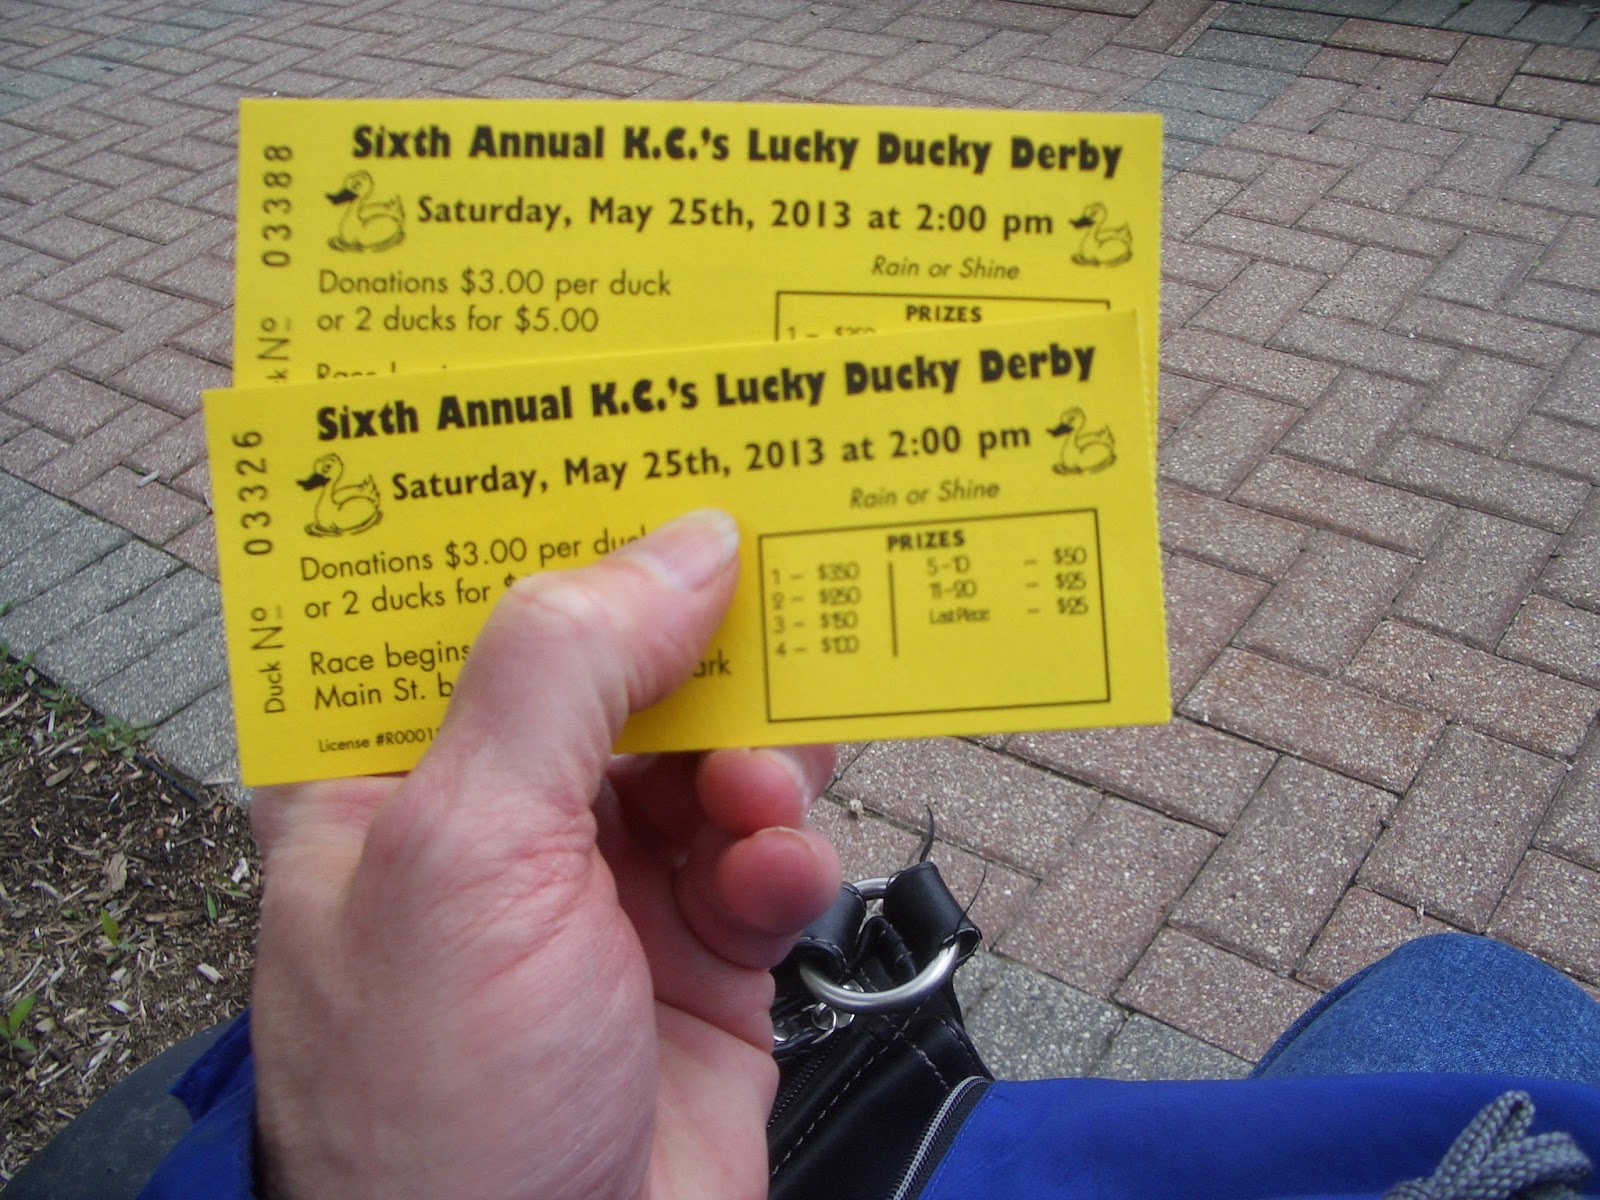 Sixth Annual K.C.'s Lucky Ducky Derby
Saturday, May 25th, 2013 at 2:00 pm
Rain or Shine
Donations $3.00 per duck
or 2 ducks for $5.00
PRIZES
1 - $350
No 03388
Sixth Annual K.C.'s Lucky Ducky Derby
Saturday, May 25th, 2013 at 2:00 pm
Rain or Shine
Donations $3.00 per
or 2 ducks for
Race begins
Main St.
License
Duck No 03326
PRIZES
1 - $350
2 - $250
3 - $150
4 - $100
5-10 - $50
11-20 - $25
Last Place - $25